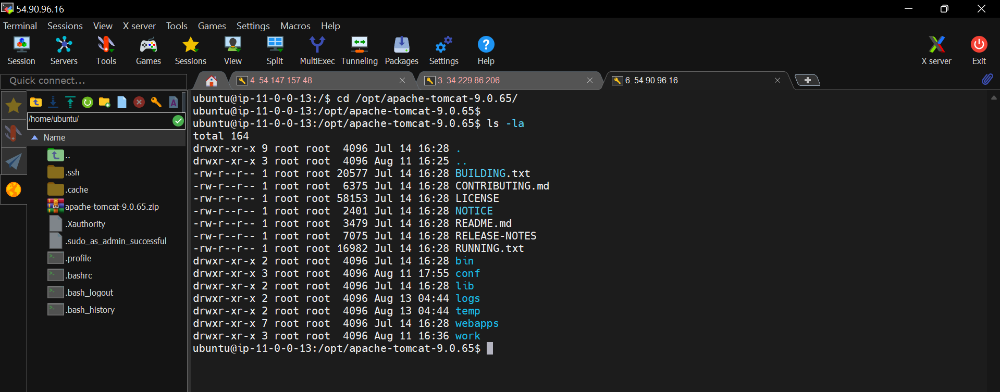 54.90.96.16
Terminal Sessions View X server Tools Games Settings Macros Help
Session Servers Tools Games Sessions View Split MultiExec Tunneling Packages Settings Help X server Exit
Quick connect...
4. 54.147.157.48
3. 34.229.86.206
6. 54.90.96.16
/home/ubuntu/
Name
..
.ssh
.cache
apache-tomcat-9.0.65.zip
.Xauthority
.sudo_as_admin_successful
.profile
.bashrc
.bash_logout
.bash_history
ubuntu@ip-11-0-0-13:/$ cd /opt/apache-tomcat-9.0.65/
ubuntu@ip-11-0-0-13:/opt/apache-tomcat-9.0.65$
ubuntu@ip-11-0-0-13:/opt/apache-tomcat-9.0.65$ ls -la
total 164
drwxr-xr-x 9 root root  4096 Jul 14 16:28 .
drwxr-xr-x 3 root root  4096 Aug 11 16:25 ..
-rw-r--r-- 1 root root 20577 Jul 14 16:28 BUILDING.txt
-rw-r--r-- 1 root root  6375 Jul 14 16:28 CONTRIBUTING.md
-rw-r--r-- 1 root root 58153 Jul 14 16:28 LICENSE
-rw-r--r-- 1 root root  2401 Jul 14 16:28 NOTICE
-rw-r--r-- 1 root root  3479 Jul 14 16:28 README.md
-rw-r--r-- 1 root root  7075 Jul 14 16:28 RELEASE-NOTES
-rw-r--r-- 1 root root 16982 Jul 14 16:28 RUNNING.txt
drwxr-xr-x 2 root root  4096 Jul 14 16:28 bin
drwxr-xr-x 3 root root  4096 Aug 11 17:55 conf
drwxr-xr-x 2 root root  4096 Jul 14 16:28 lib
drwxr-xr-x 2 root root  4096 Aug 13 04:44 logs
drwxr-xr-x 2 root root  4096 Aug 13 04:44 temp
drwxr-xr-x 7 root root  4096 Jul 14 16:28 webapps
drwxr-xr-x 3 root root  4096 Aug 11 16:36 work
ubuntu@ip-11-0-0-13:/opt/apache-tomcat-9.0.65$